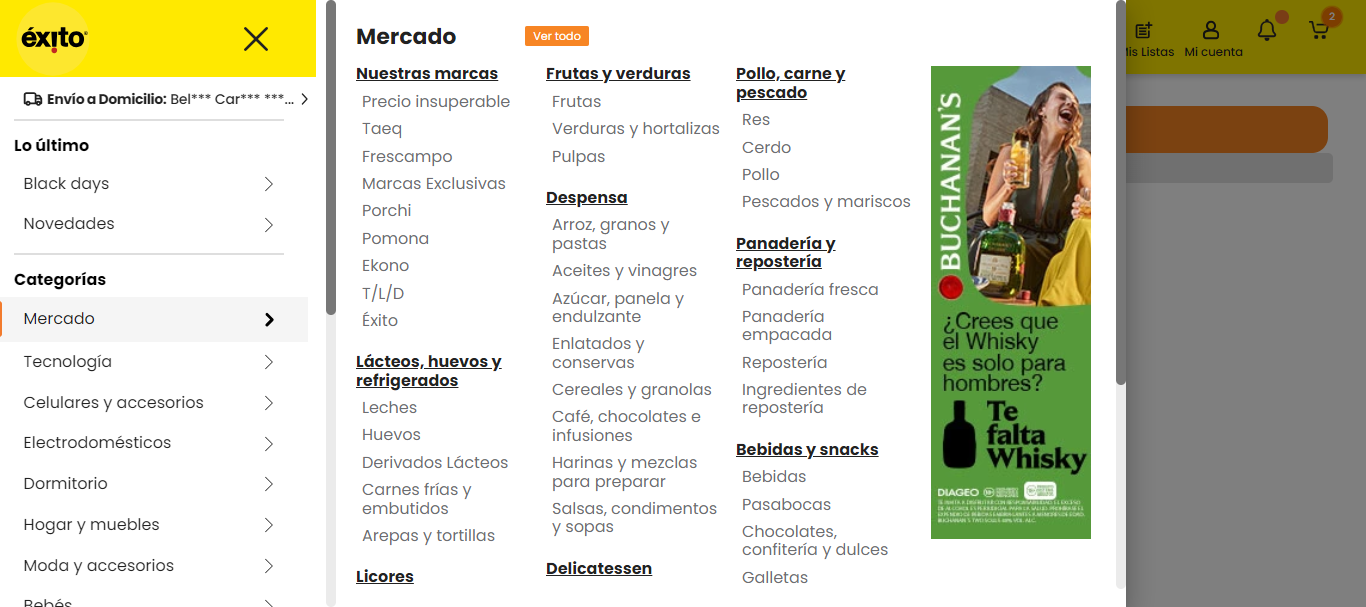 éxito
Envío a Domicilio: Bel*** Car*** ***...
Lo último
Black days
Novedades
Categorías
Mercado
Tecnología
Celulares y accesorios
Electrodomésticos
Dormitorio
Hogar y muebles
Moda y accesorios
Bebés
Mercado
Ver todo
Nuestras marcas
Precio insuperable
Taeq
Frescampo
Marcas Exclusivas
Porchi
Pomona
Ekono
T/L/D
Éxito
Lácteos, huevos y
refrigerados
Leches
Huevos
Derivados Lácteos
Carnes frías y
embutidos
Arepas y tortillas
Licores
Frutas y verduras
Frutas
Verduras y hortalizas
Pulpas
Despensa
Arroz, granos y
pastas
Aceites y vinagres
Azúcar, panela y
endulzante
Enlatados y
conservas
Cereales y granolas
Café, chocolates e
infusiones
Harinas y mezclas
para preparar
Salsas, condimentos
y sopas
Delicatessen
Pollo, carne y
pescado
Res
Cerdo
Pollo
Pescados y mariscos
Panadería y
repostería
Panadería fresca
Panadería
empacada
Repostería
Ingredientes de
repostería
Bebidas y snacks
Bebidas
Pasabocas
Chocolates,
confitería y dulces
Galletas
BUCHANAN'S
¿Crees que
el Whisky
es solo para
hombres?
Te
falta
Whisky
DIAGEO
Mis Listas
Mi cuenta
2